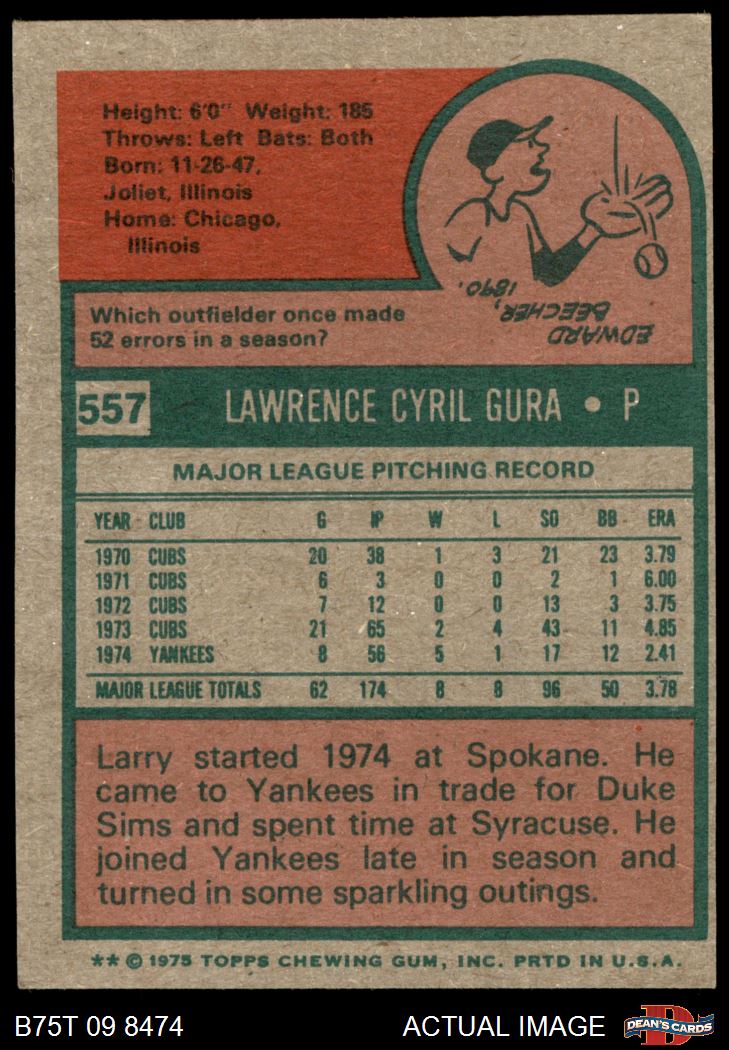 Height: 6'0" Weight: 185
Throws: Left Bats: Both
Born: 11-26-47,
Joliet, Illinois
Home: Chicago,
Illinois
Which outfielder once made
52 errors in a season?
EDWARD
BEECHER,
1890.
557 LAWRENCE CYRIL GURA • P
MAJOR LEAGUE PITCHING RECORD
YEAR CLUB G IP W L SO BB ERA
1970 CUBS 20 38 1 3 21 23 3.79
1971 CUBS 6 3 0 0 2 1 6.00
1972 CUBS 7 12 0 0 13 3 3.75
1973 CUBS 21 65 2 4 43 11 4.85
1974 YANKEES 8 56 5 1 17 12 2.41
MAJOR LEAGUE TOTALS 62 174 8 8 96 50 3.78
Larry started 1974 at Spokane. He
came to Yankees in trade for Duke
Sims and spent time at Syracuse. He
joined Yankees late in season and
turned in some sparkling outings.
** © 1975 TOPPS CHEWING GUM, INC. PRTD IN U.S.A.
B75T 09 8474 ACTUAL IMAGE DEAN'S CARDS